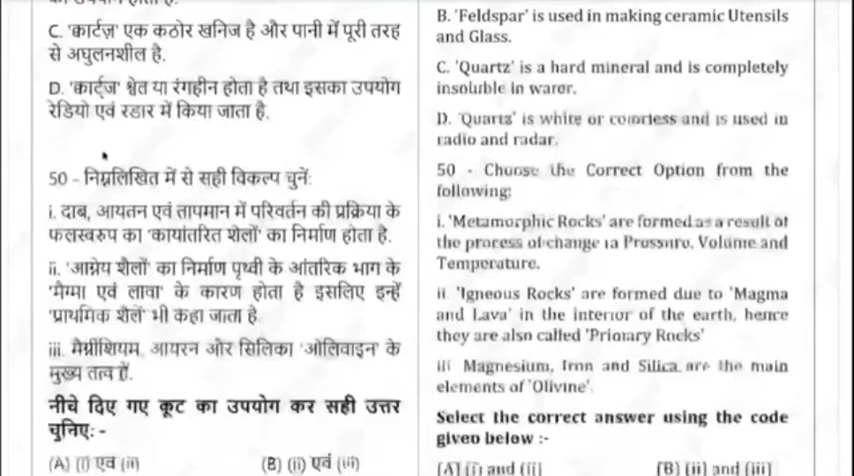 C. 'क्वार्टज़' एक कठोर खनिज है और पानी में पूरी तरह
से अघुलनशील है.
D. 'क्वार्ट्ज' श्वेत या रंगहीन होता है तथा इसका उपयोग
रेडियो एवं रडार में किया जाता है.
50 - निम्नलिखित में से सही विकल्प चुनें:
i. दाब, आयतन एवं तापमान में परिवर्तन की प्रक्रिया के
फलस्वरुप का 'कायांतरित शैलों' का निर्माण होता है.
ii. 'आग्नेय शैलों' का निर्माण पृथ्वी के आंतरिक भाग के
'मैग्मा एवं लावा' के कारण होता है इसलिए इन्हें
'प्राथमिक शैलें' भी कहा जाता है
iii. मैग्नीशियम, आयरन और सिलिका 'ओलिवाइन' के
मुख्य तत्व हैं.
नीचे दिए गए कूट का उपयोग कर सही उत्तर
चुनिए: -
(A) (i) एवं (ii) (B) (ii) एवं (iii)
B. 'Feldspar' is used in making ceramic Utensils
and Glass.
C. 'Quartz' is a hard mineral and is completely
insoluble in water.
D. 'Quartz' is white or colorless and is used in
radio and radar.
50 - Choose the Correct Option from the
following:
i. 'Metamorphic Rocks' are formed as a result of
the process of change in Pressure, Volume and
Temperature.
ii. 'Igneous Rocks' are formed due to 'Magma
and Lava' in the interior of the earth, hence
they are also called 'Primary Rocks'
iii Magnesium, Iron and Silica are the main
elements of 'Olivine'.
Select the correct answer using the code
given below :-
(A) (i) and (ii) (B) (ii) and (iii)